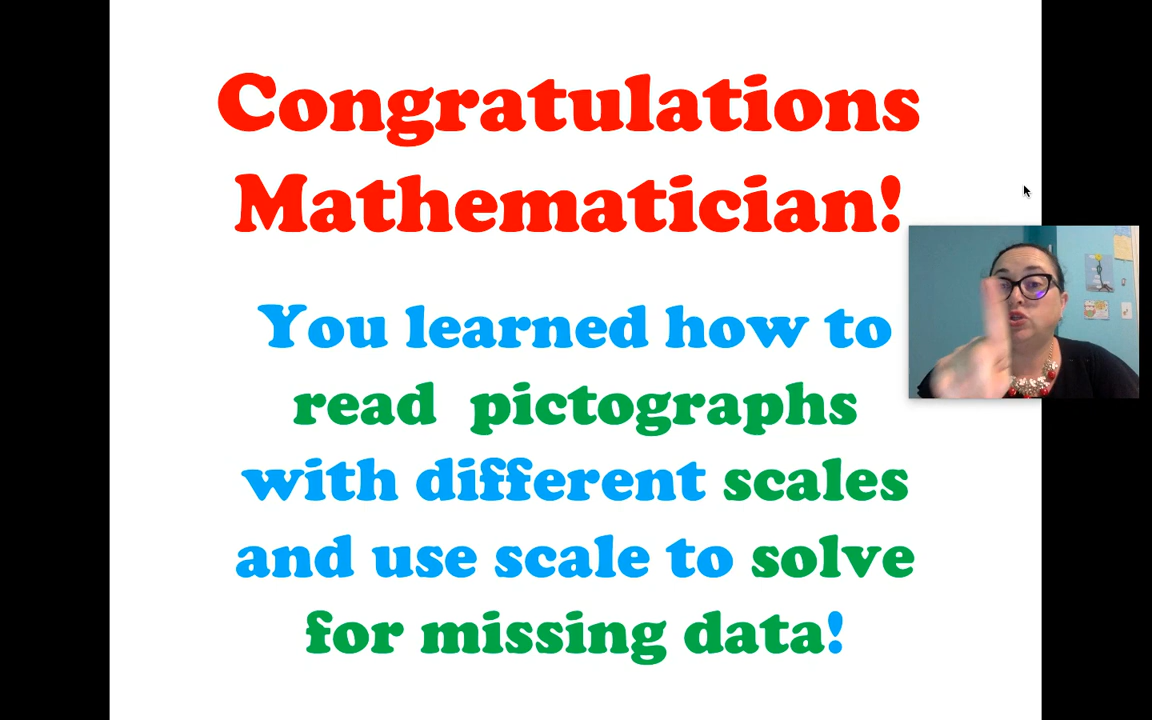 Congratulations
Mathematician!
You learned how to
read pictographs
with different scales
and use scale to solve
for missing data!